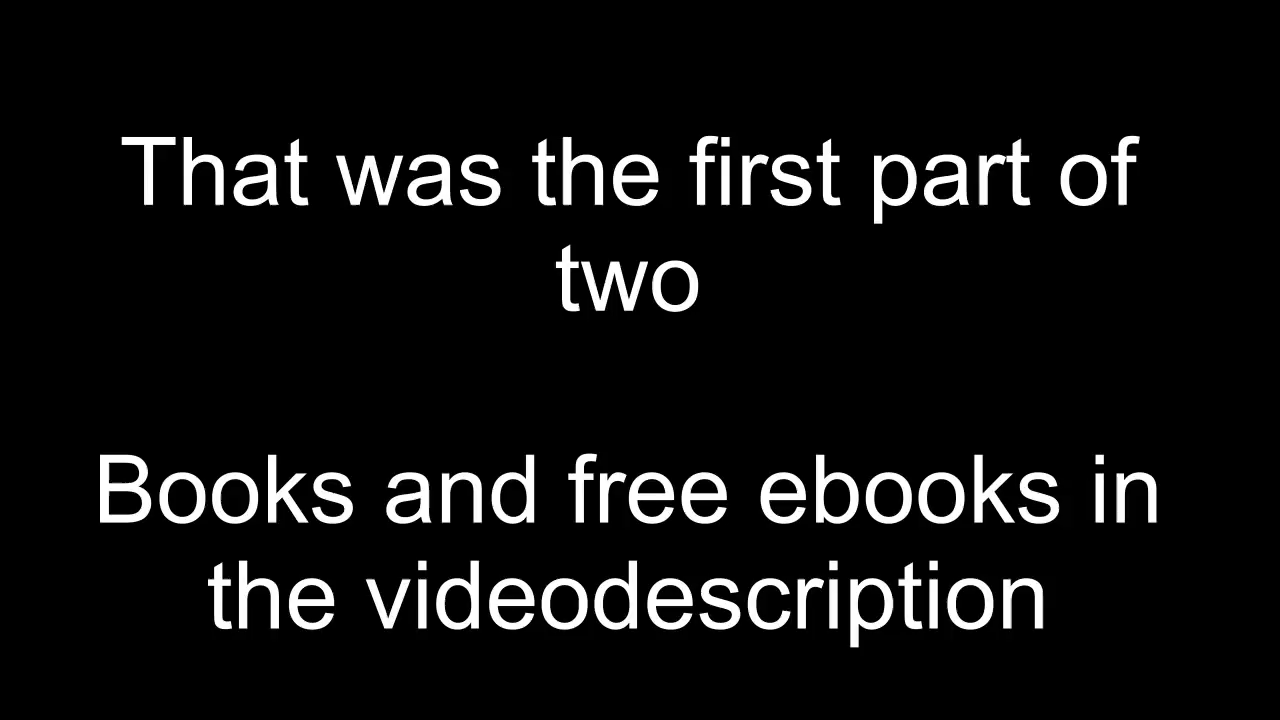 That was the first part of
two
Books and free ebooks in
the videodescription